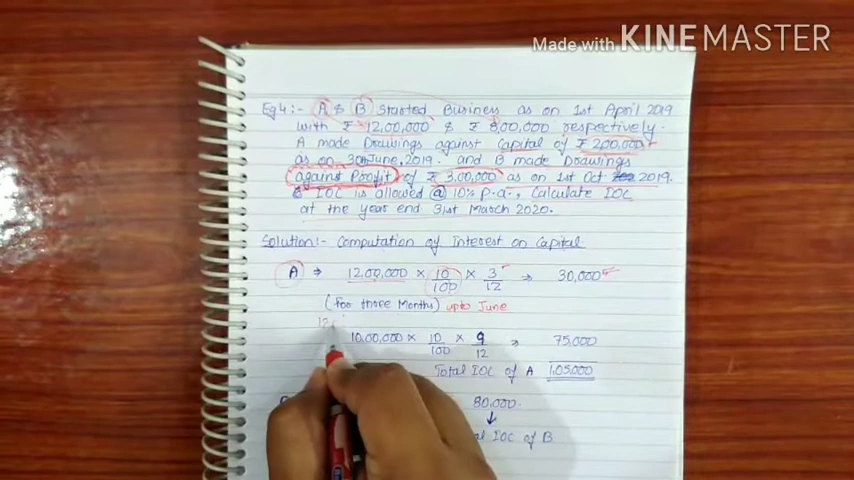 Made with KINEMASTER
Eg 4:- A & B Started Business as on 1st April 2019
with ₹ 12,00,000 & ₹ 8,00,000 respectively.
A made Drawings against Capital of ₹ 2,00,000
as on 30th June, 2019. and B made Drawings
against Profit of ₹ 3,00,000 as on 1st Oct 2019.
IOC is allowed @ 10% p.a., Calculate IOC
at the year end 31st March 2020.
Solution:- Computation of Interest on Capital
A ⇒ 12,00,000 × 10/100 × 3/12 ⇒ 30,000
(For three Months) upto June
12
10,00,000 × 10/100 × 9/12 ⇒ 75,000
Total IOC of A 1,05,000
80,000
↓
IOC of B